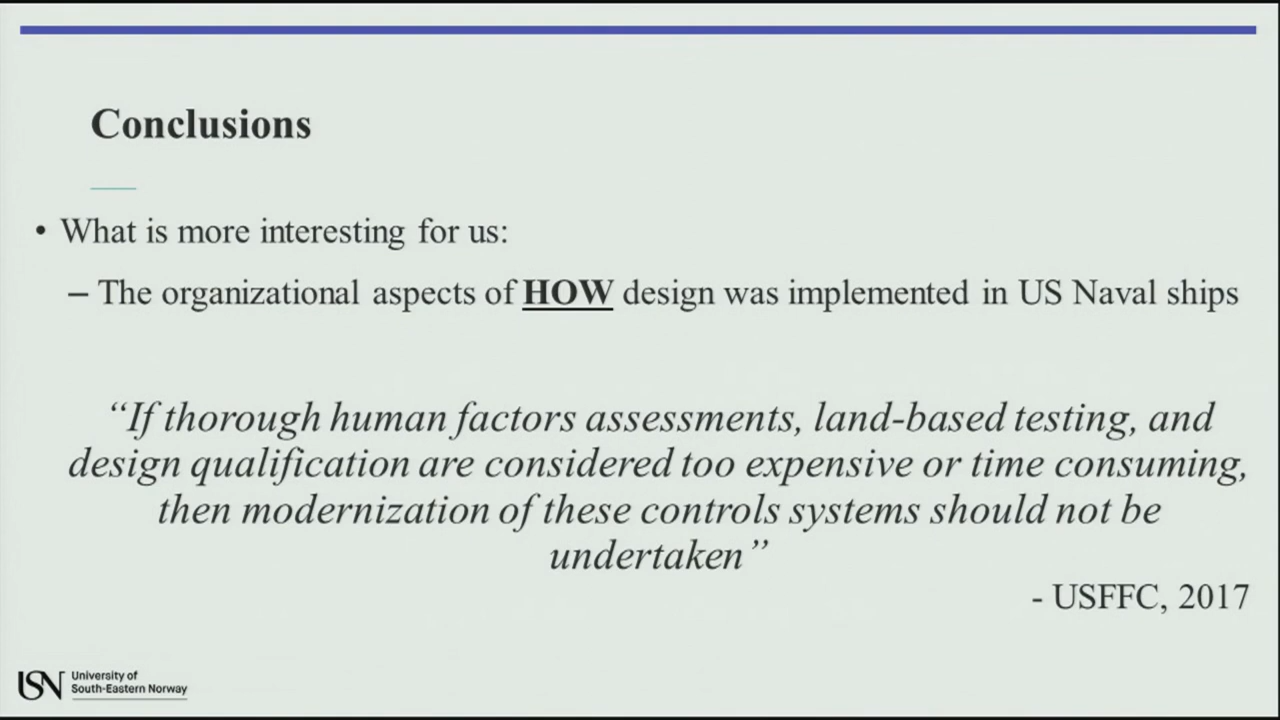 Conclusions
• What is more interesting for us:
– The organizational aspects of HOW design was implemented in US Naval ships
“If thorough human factors assessments, land-based testing, and
design qualification are considered too expensive or time consuming,
then modernization of these controls systems should not be
undertaken”
- USFFC, 2017
USN University of
South-Eastern Norway